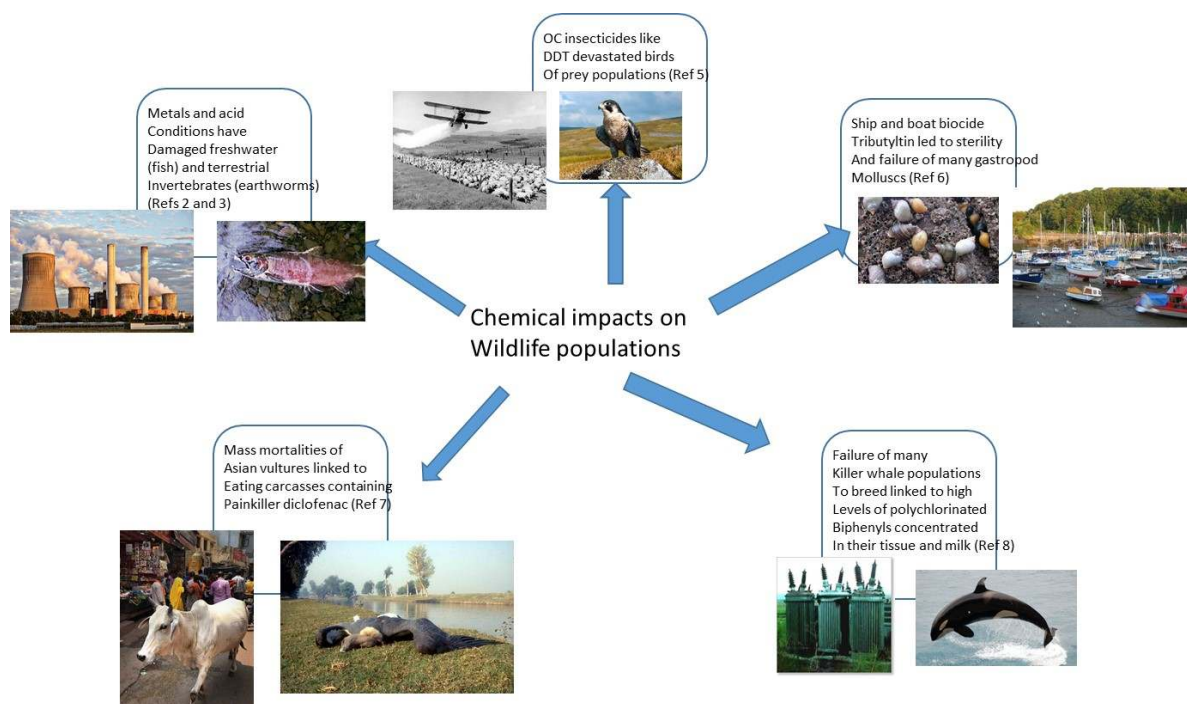 OC insecticides like
DDT devastated birds
Of prey populations (Ref 5)
Metals and acid
Conditions have
Damaged freshwater
(fish) and terrestrial
Invertebrates (earthworms)
(Refs 2 and 3)
Ship and boat biocide
Tributyltin led to sterility
And failure of many gastropod
Molluscs (Ref 6)
Chemical impacts on
Wildlife populations
Mass mortalities of
Asian vultures linked to
Eating carcasses containing
Painkiller diclofenac (Ref 7)
Failure of many
Killer whale populations
To breed linked to high
Levels of polychlorinated
Biphenyls concentrated
In their tissue and milk (Ref 8)